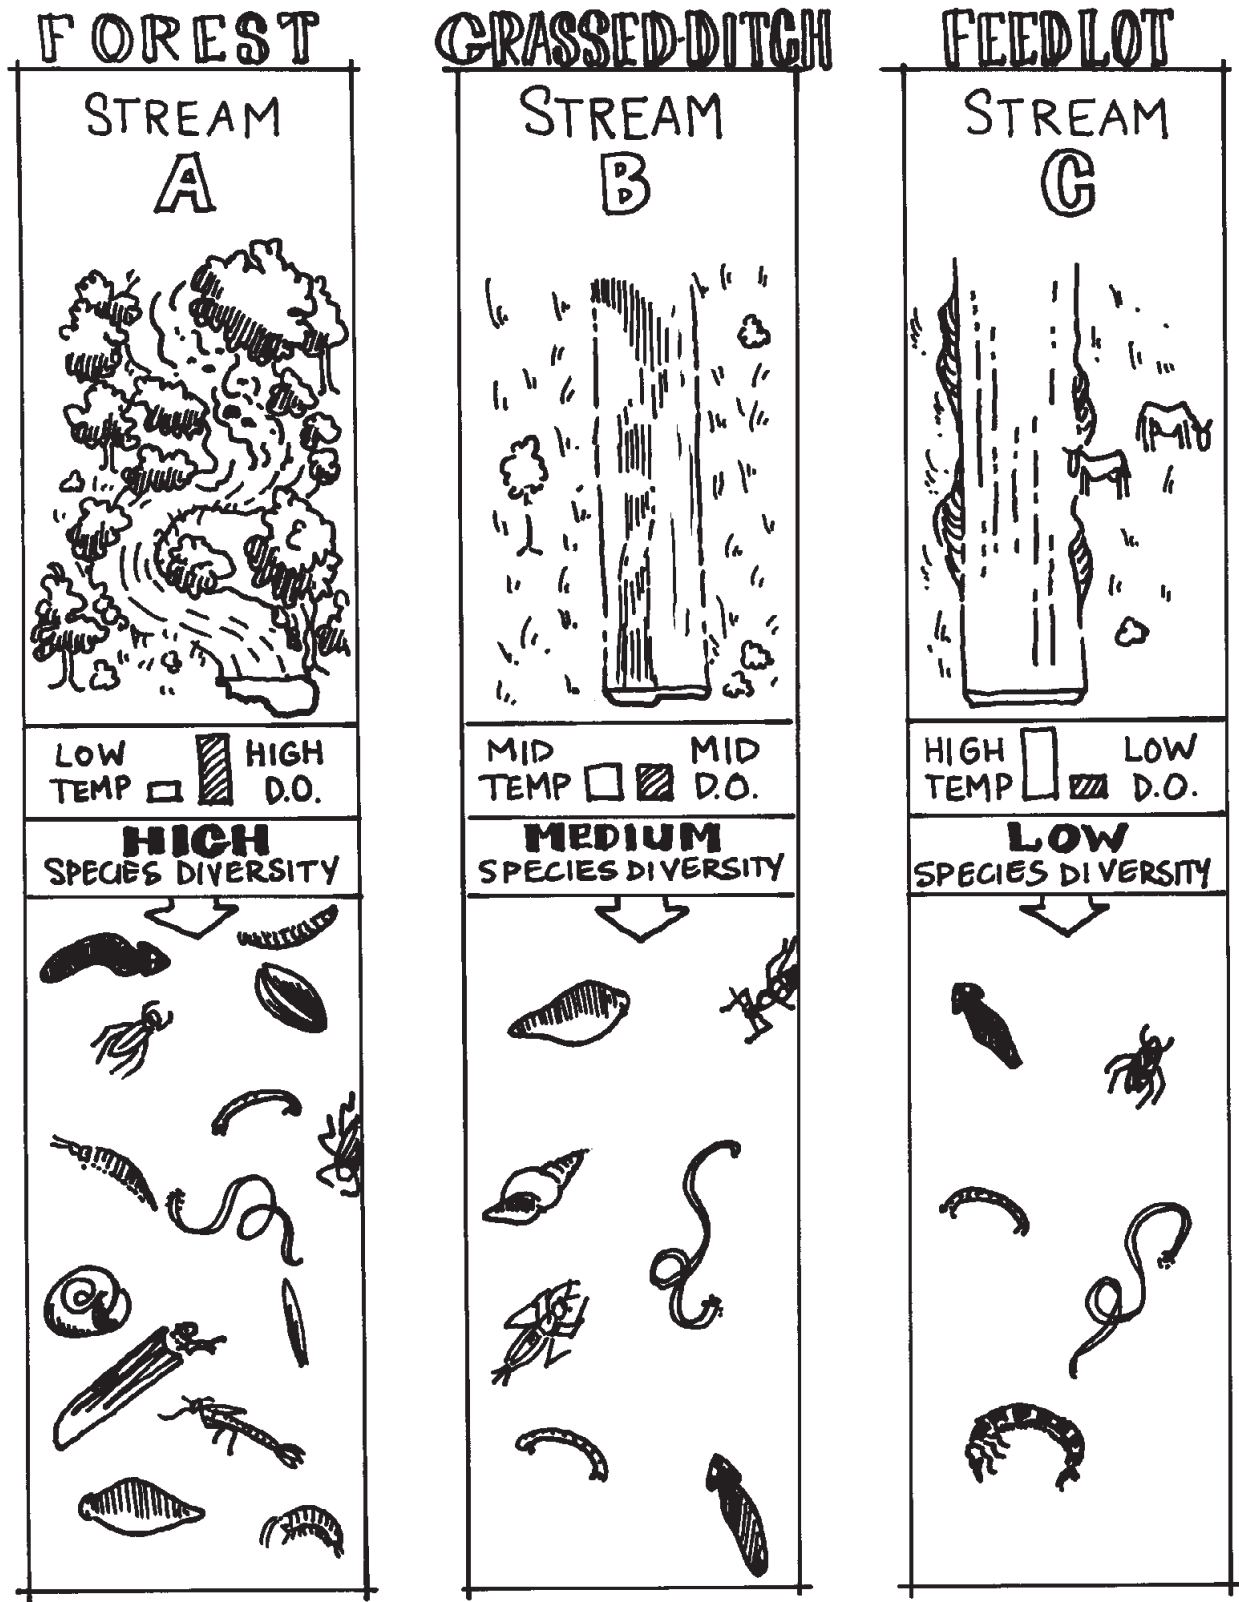 FOREST
STREAM
A
LOW
TEMP
HIGH
D.O.
HIGH
SPECIES DIVERSITY
GRASSED-DITCH
STREAM
B
MID
TEMP
MID
D.O.
MEDIUM
SPECIES DIVERSITY
FEEDLOT
STREAM
C
HIGH
TEMP
LOW
D.O.
LOW
SPECIES DIVERSITY